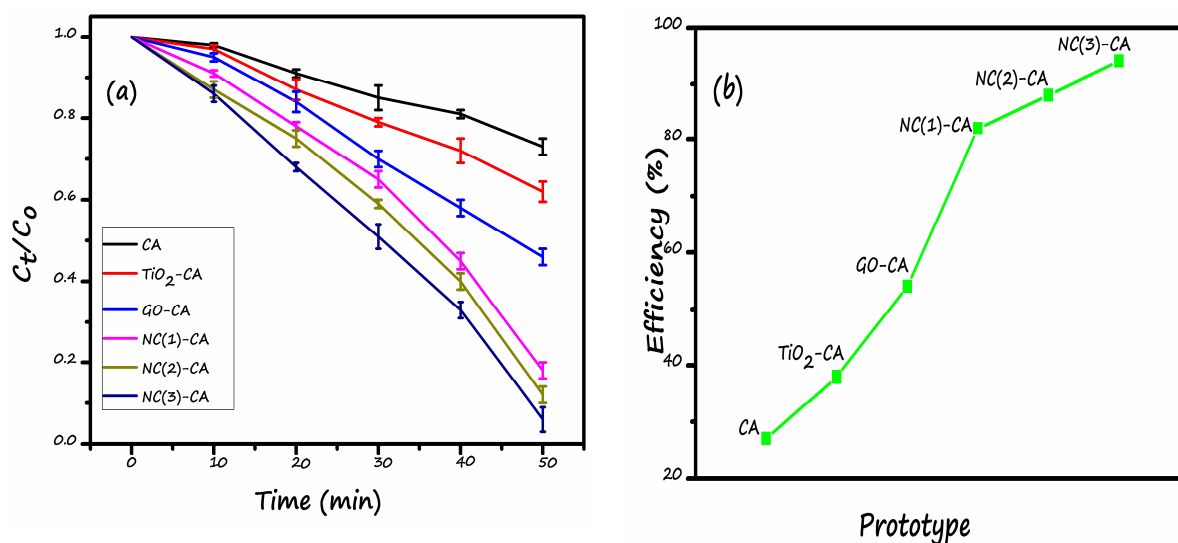 (a)
1.0
0.8
0.6
0.4
0.2
0.0
Ct/C0
CA
TiO2-CA
GO-CA
NC(1)-CA
NC(2)-CA
NC(3)-CA
0 10 20 30 40 50
Time (min)
(b)
100
80
60
40
20
Efficiency (%)
NC(3)-CA
NC(2)-CA
NC(1)-CA
GO-CA
TiO2-CA
CA
Prototype